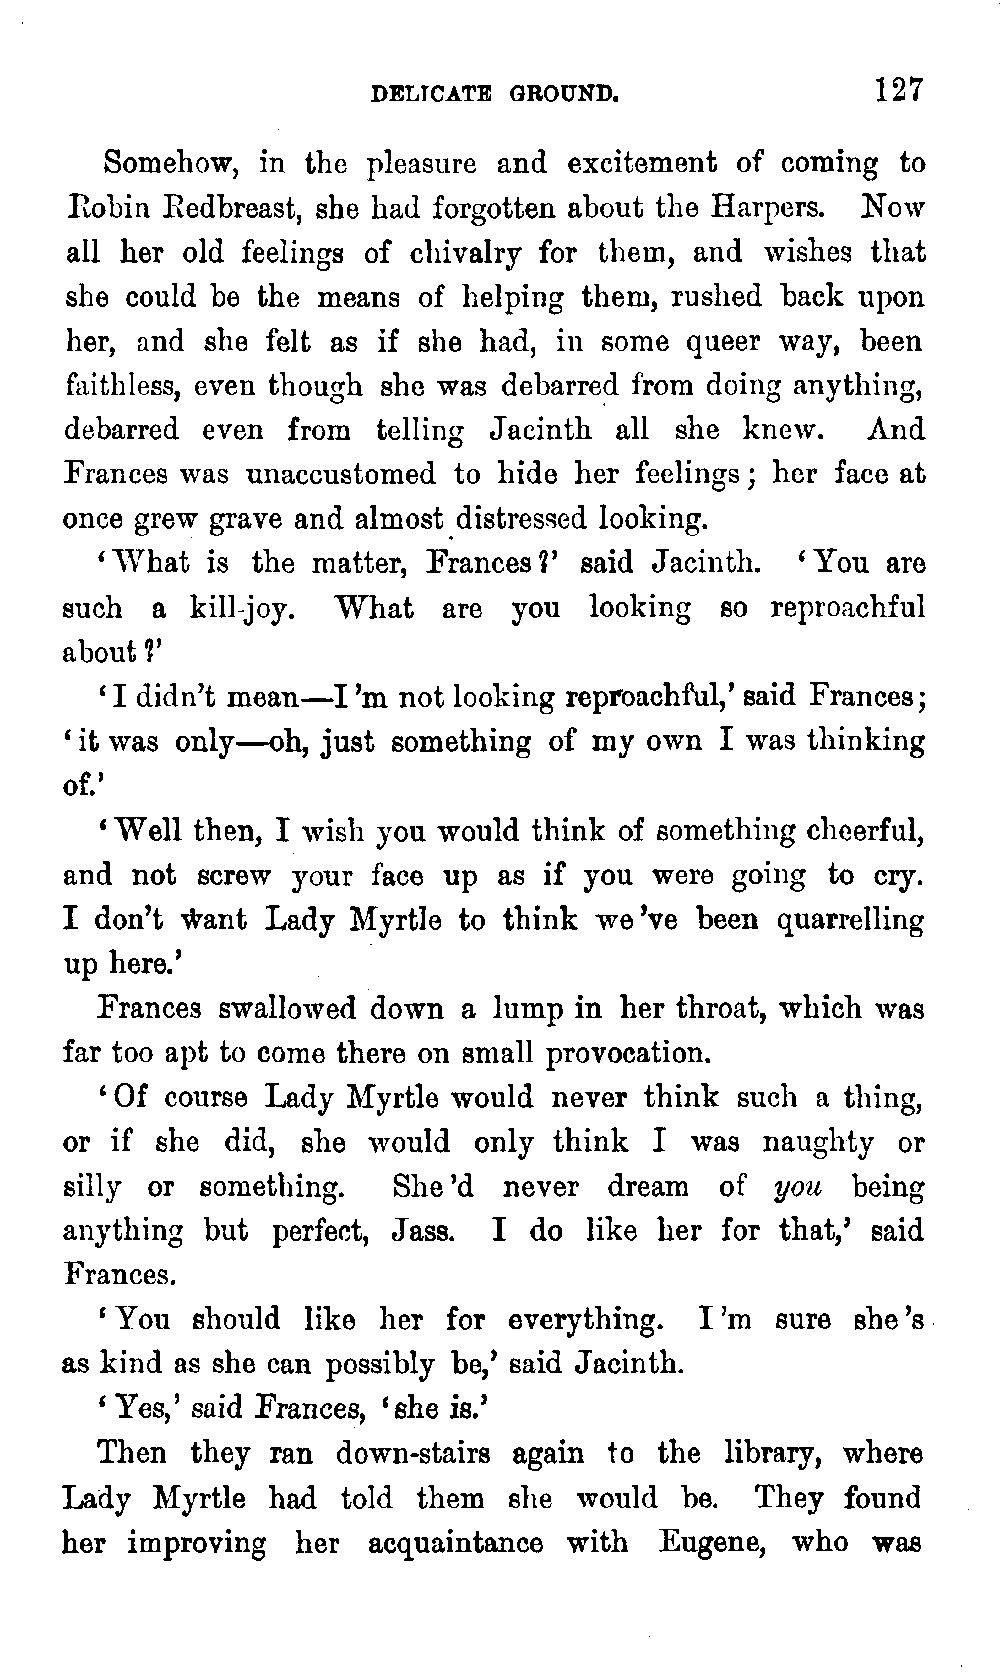 DELICATE GROUND. 127
Somehow, in the pleasure and excitement of coming to
Robin Redbreast, she had forgotten about the Harpers. Now
all her old feelings of chivalry for them, and wishes that
she could be the means of helping them, rushed back upon
her, and she felt as if she had, in some queer way, been
faithless, even though she was debarred from doing anything,
debarred even from telling Jacinth all she knew. And
Frances was unaccustomed to hide her feelings; her face at
once grew grave and almost distressed looking.
‘What is the matter, Frances?’ said Jacinth. ‘You are
such a kill-joy. What are you looking so reproachful
about?’
‘I didn’t mean—I’m not looking reproachful,’ said Frances;
‘it was only—oh, just something of my own I was thinking
of.’
‘Well then, I wish you would think of something cheerful,
and not screw your face up as if you were going to cry.
I don’t want Lady Myrtle to think we’ve been quarrelling
up here.’
Frances swallowed down a lump in her throat, which was
far too apt to come there on small provocation.
‘Of course Lady Myrtle would never think such a thing,
or if she did, she would only think I was naughty or
silly or something. She’d never dream of you being
anything but perfect, Jass. I do like her for that,’ said
Frances.
‘You should like her for everything. I’m sure she’s
as kind as she can possibly be,’ said Jacinth.
‘Yes,’ said Frances, ‘she is.’
Then they ran down-stairs again to the library, where
Lady Myrtle had told them she would be. They found
her improving her acquaintance with Eugene, who was